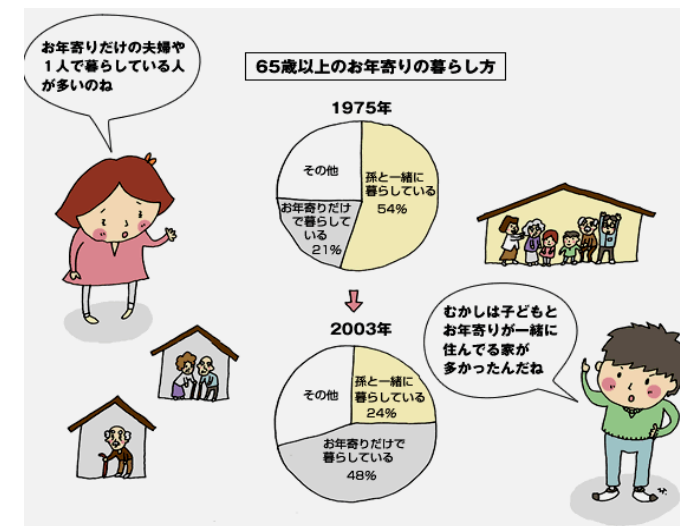 お年寄りだけの夫婦や
１人で暮らしている人
が多いのね
65歳以上のお年寄りの暮らし方
1975年
その他
孫と一緒に
暮らしている
54%
お年寄りだけ
で暮らして
いる
21%
むかしは子どもと
お年寄りが一緒に
住んでる家が
多かったんだね
2003年
その他
孫と一緒に
暮らしている
24%
お年寄りだけで
暮らしている
48%